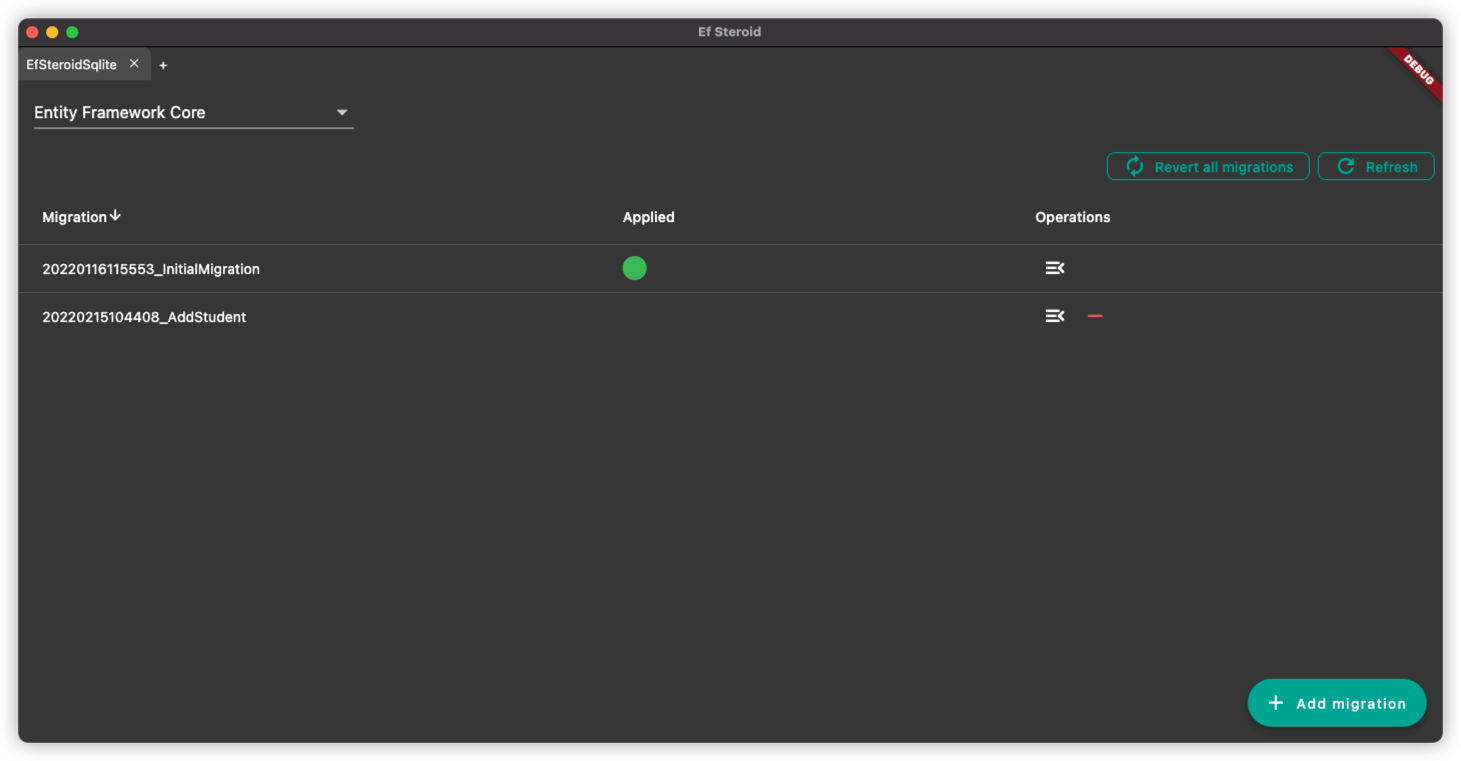 Ef Steroid
EfSteroidSqlite
DEBUG
Entity Framework Core
Revert all migrations Refresh
Migration Applied Operations
20220116115553_InitialMigration
20220215104408_AddStudent
Add migration